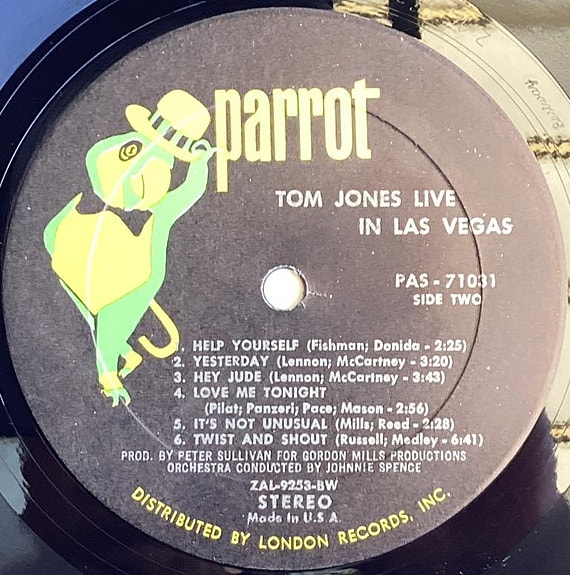 parrot
TOM JONES LIVE
IN LAS VEGAS
PAS - 71031
SIDE TWO
1. HELP YOURSELF (Fishman; Donida - 2:25)
2. YESTERDAY (Lennon; McCartney - 3:20)
3. HEY JUDE (Lennon; McCartney - 3:43)
4. LOVE ME TONIGHT
(Pilat; Panzeri; Pace; Mason - 2:56)
5. IT'S NOT UNUSUAL (Mills; Reed - 2:28)
6. TWIST AND SHOUT (Russell; Medley - 6:41)
PROD. BY PETER SULLIVAN FOR GORDON MILLS PRODUCTIONS
ORCHESTRA CONDUCTED BY JOHNNIE SPENCE
ZAL-9253-BW
STEREO
Made in U.S.A.
DISTRIBUTED BY LONDON RECORDS, INC.